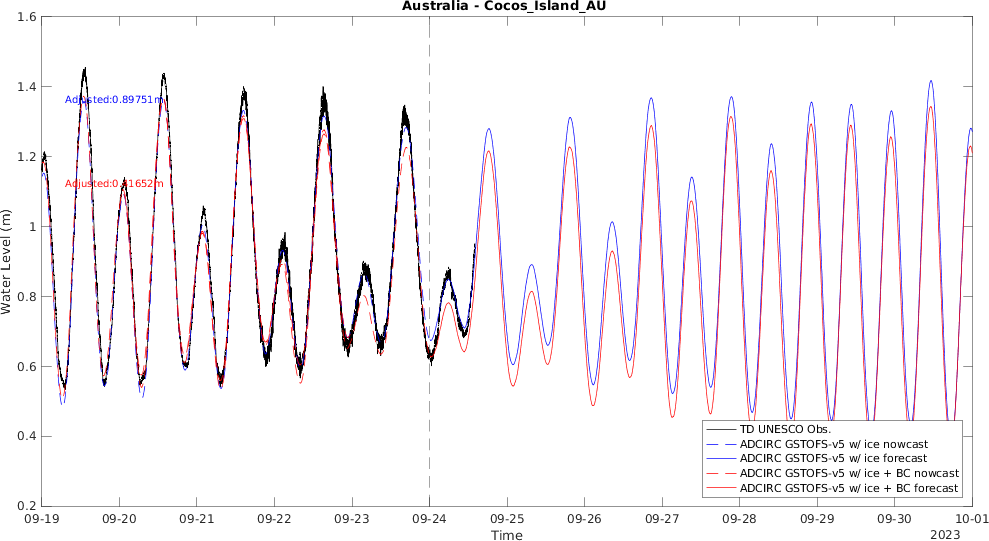 Australia - Cocos_Island_AU
1.6
1.4
1.2
1
0.8
0.6
0.4
0.2
Water Level (m)
Adjusted:0.89751m
Adjusted:0.81652m
TD UNESCO Obs.
ADCIRC GSTOFS-v5 w/ ice nowcast
ADCIRC GSTOFS-v5 w/ ice forecast
ADCIRC GSTOFS-v5 w/ ice + BC nowcast
ADCIRC GSTOFS-v5 w/ ice + BC forecast
09-19 09-20 09-21 09-22 09-23 09-24 09-25 09-26 09-27 09-28 09-29 09-30 10-01
Time
2023